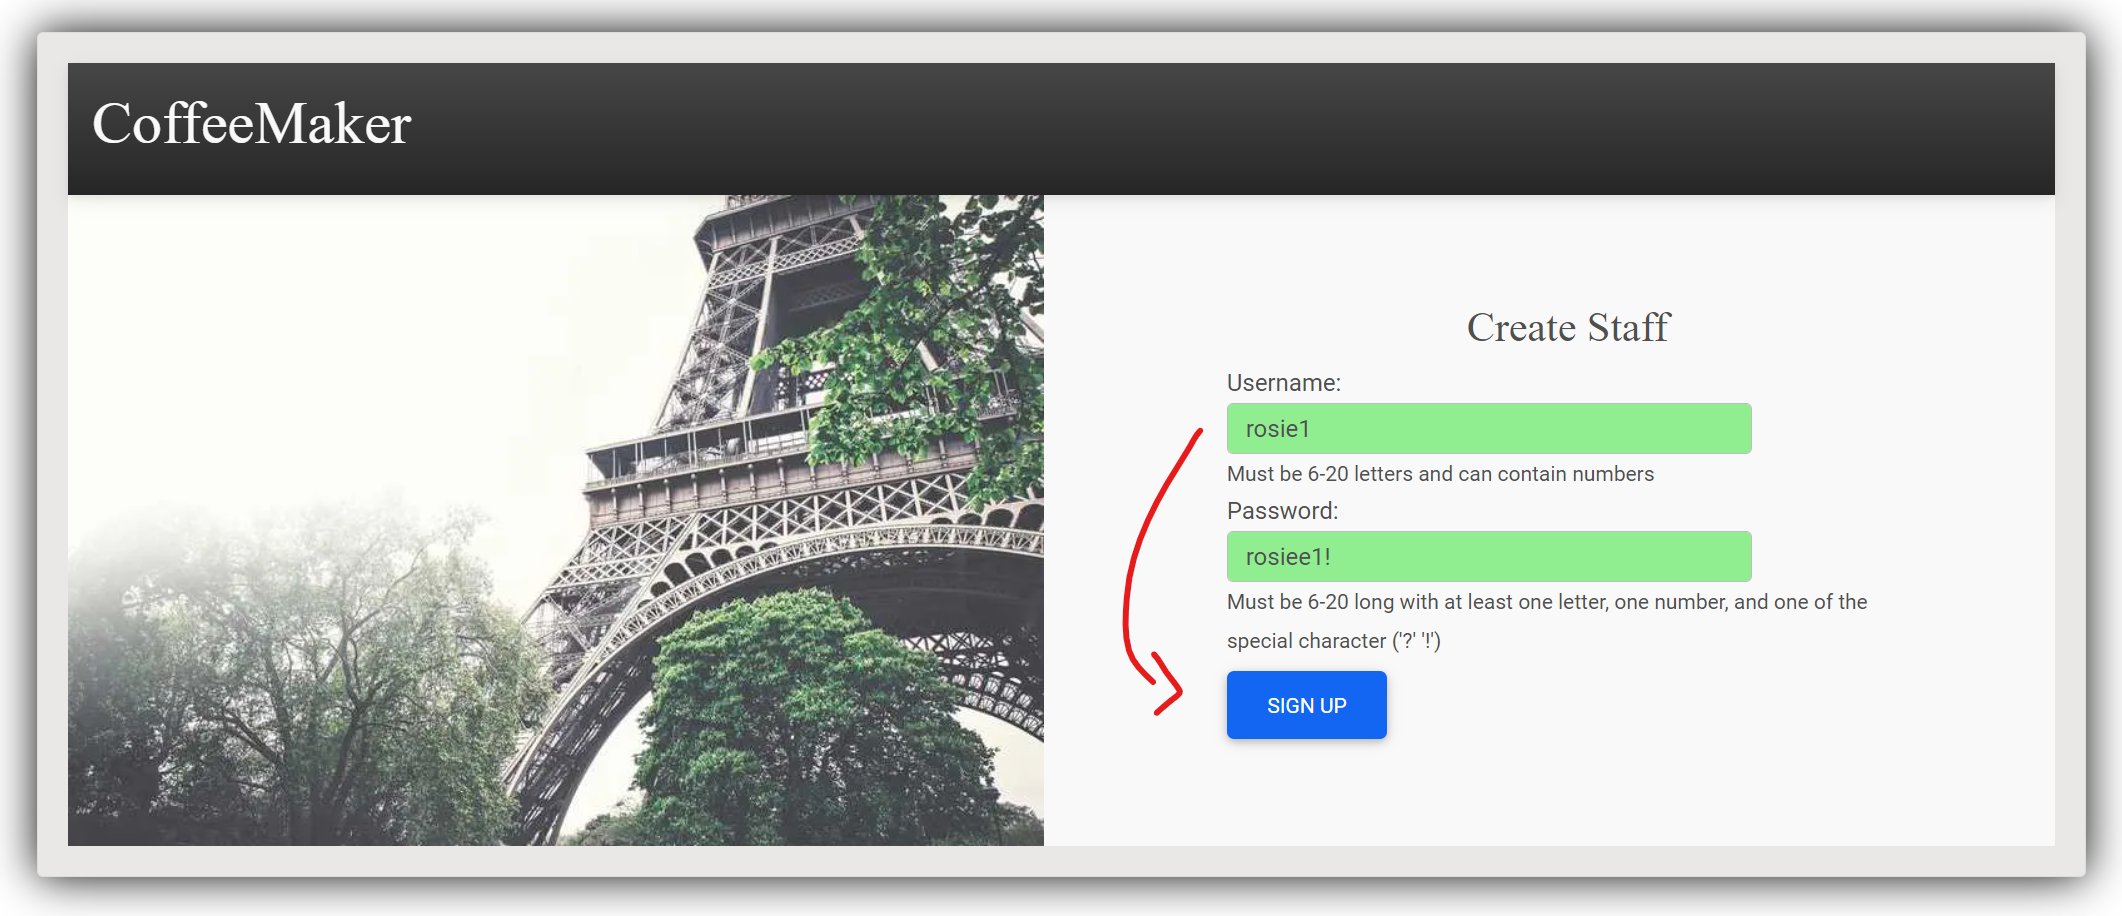 CoffeeMaker
Create Staff
Username:
rosie1
Must be 6-20 letters and can contain numbers
Password:
rosiee1!
Must be 6-20 long with at least one letter, one number, and one of the
special character ('?' '!')
SIGN UP